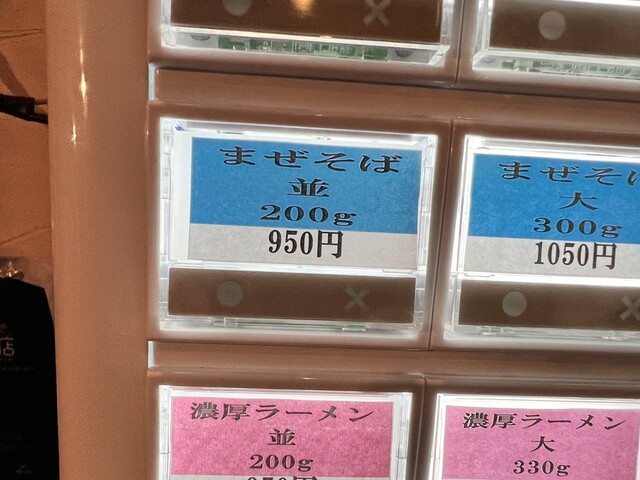 まぜそば
並
200g
950円
まぜそ
大
300g
1050円
濃厚ラーメン
並
200g
濃厚ラーメン
大
330g
店